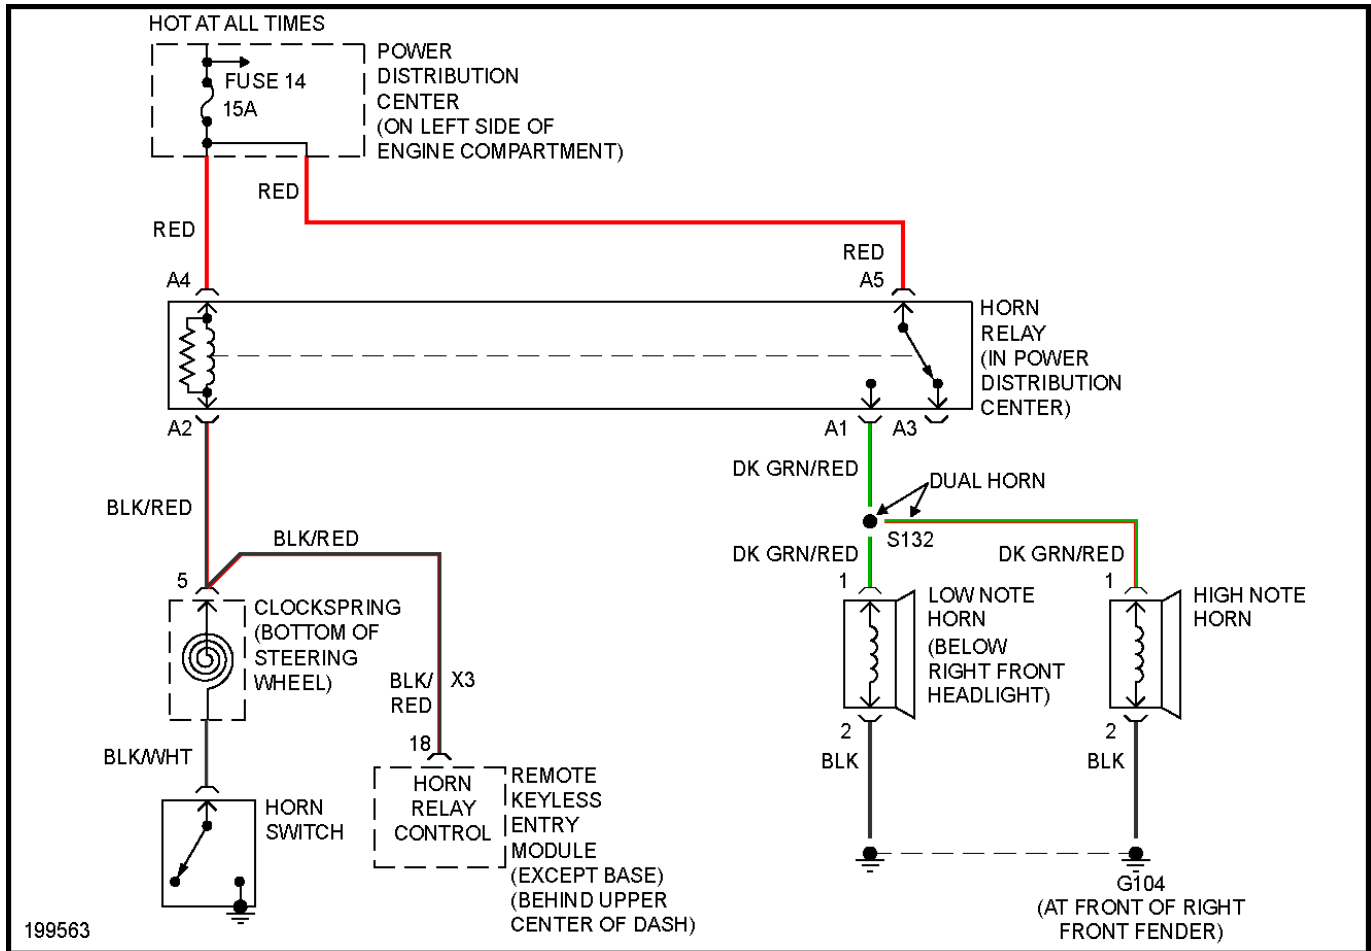 HOT AT ALL TIMES
FUSE 14
15A
POWER
DISTRIBUTION
CENTER
(ON LEFT SIDE OF
ENGINE COMPARTMENT)
RED
RED
RED
A4
A5
HORN
RELAY
(IN POWER
DISTRIBUTION
CENTER)
A2
A1
A3
DK GRN/RED
DUAL HORN
BLK/RED
BLK/RED
S132
DK GRN/RED
DK GRN/RED
5
1
1
CLOCKSPRING
(BOTTOM OF
STEERING
WHEEL)
LOW NOTE
HORN
(BELOW
RIGHT FRONT
HEADLIGHT)
HIGH NOTE
HORN
BLK/
RED
X3
2
2
BLK/WHT
18
BLK
BLK
HORN
SWITCH
HORN
RELAY
CONTROL
REMOTE
KEYLESS
ENTRY
MODULE
(EXCEPT BASE)
(BEHIND UPPER
CENTER OF DASH)
G104
(AT FRONT OF RIGHT
FRONT FENDER)
199563